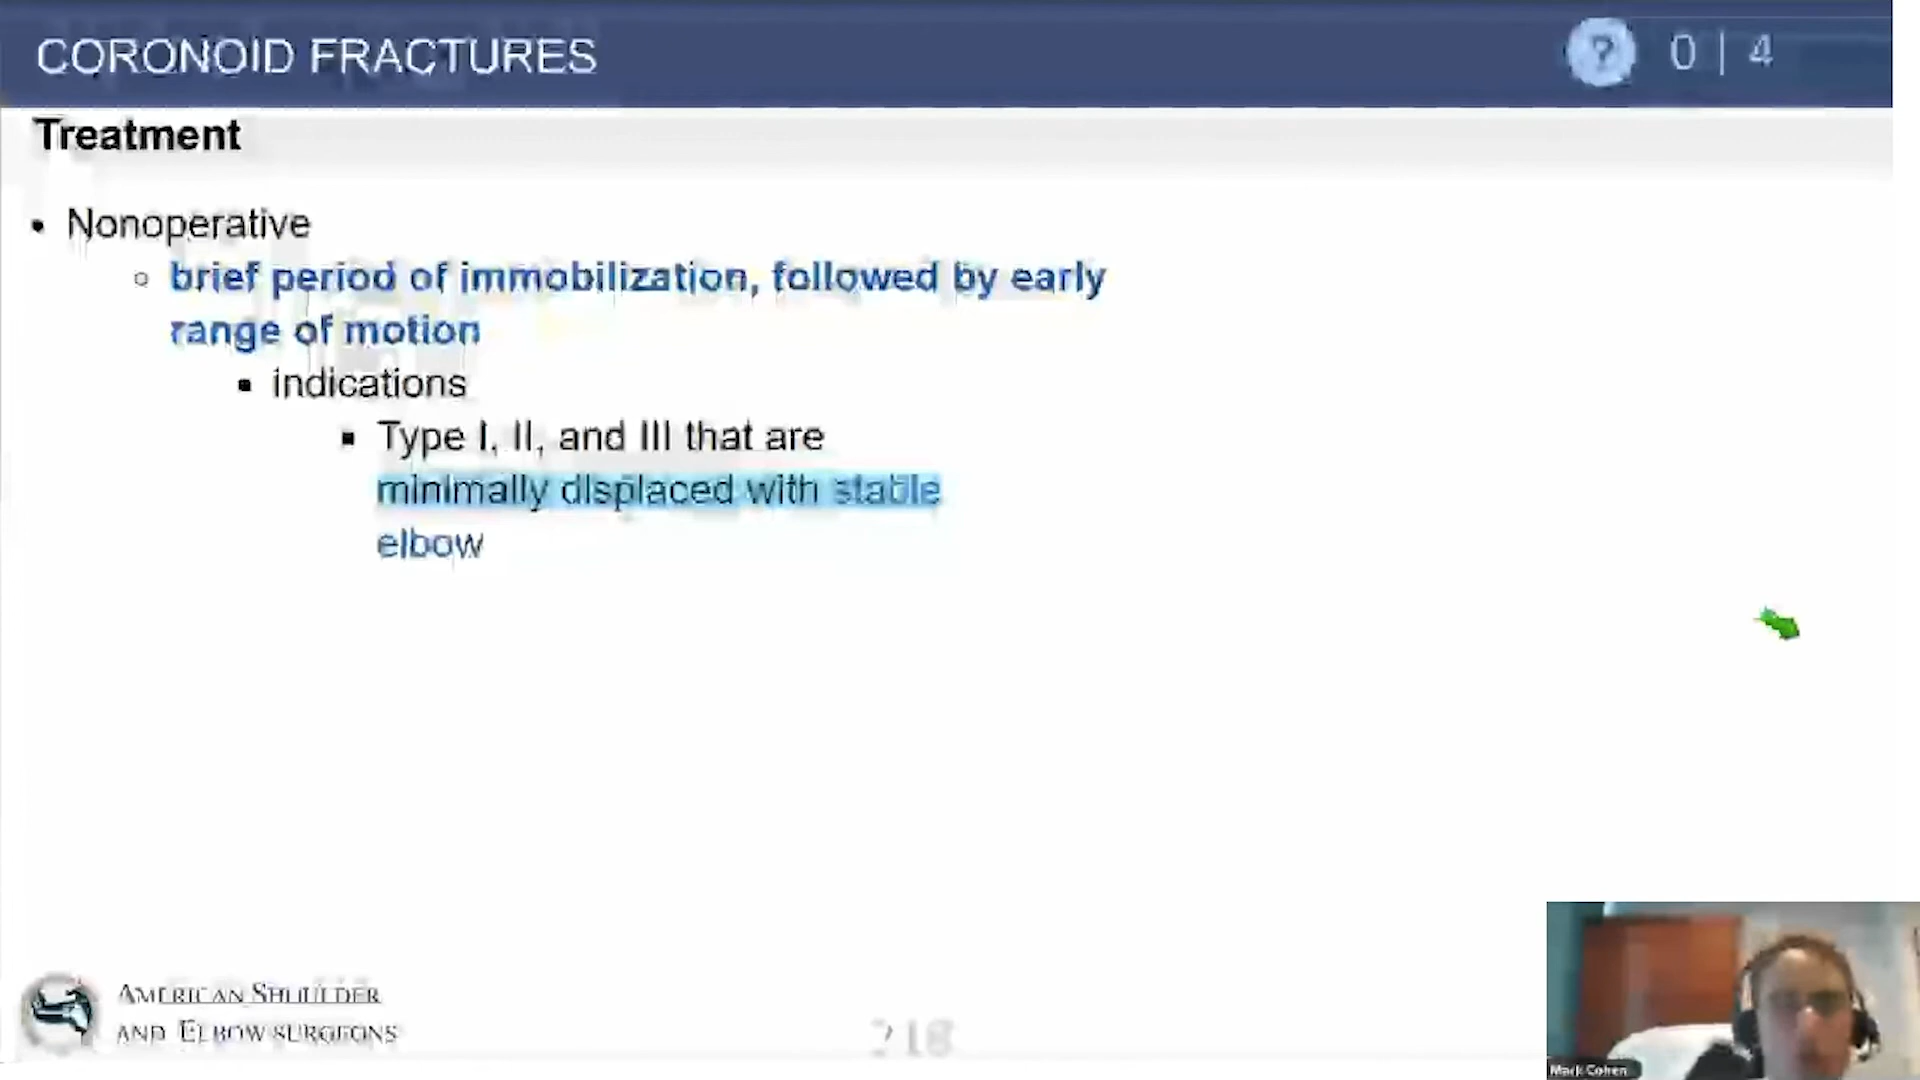 CORONOID FRACTURES
? 0 | 4
Treatment
• Nonoperative
○ brief period of immobilization, followed by early
range of motion
▪ indications
▪ Type I, II, and III that are
minimally displaced with stable
elbow
AMERICAN SHOULDER
AND ELBOW SURGEONS
218
Mark Cohen